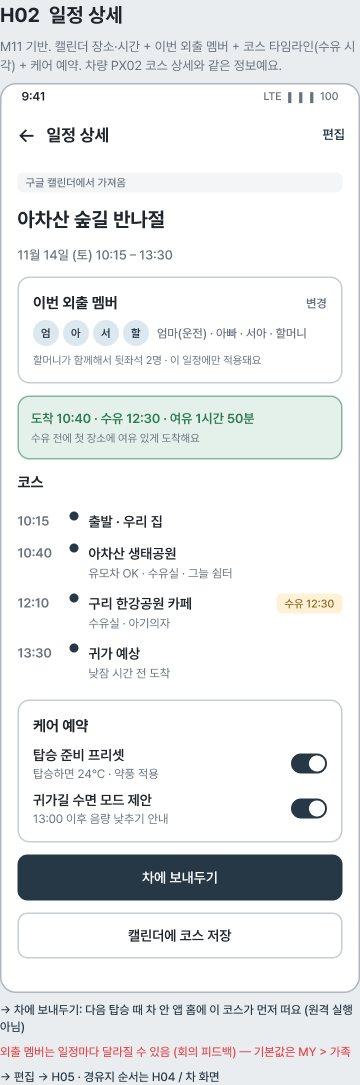 H02 일정 상세
M11 기반. 캘린더 장소·시간 + 이번 외출 멤버 + 코스 타임라인(수유 시
각) + 케어 예약. 차량 PX02 코스 상세와 같은 정보예요.
9:41
LTE ▌▌▌ 100
← 일정 상세
편집
구글 캘린더에서 가져옴
아차산 숲길 반나절
11월 14일 (토) 10:15 – 13:30
이번 외출 멤버
변경
엄 아 서 할 엄마(운전) · 아빠 · 서아 · 할머니
할머니가 함께해서 뒷좌석 2명 · 이 일정에만 적용돼요
도착 10:40 · 수유 12:30 · 여유 1시간 50분
수유 전에 첫 장소에 여유 있게 도착해요
코스
10:15 출발 · 우리 집
10:40 아차산 생태공원
유모차 OK · 수유실 · 그늘 쉼터
12:10 구리 한강공원 카페
수유 12:30
수유실 · 아기의자
13:30 귀가 예상
낮잠 시간 전 도착
케어 예약
탑승 준비 프리셋
탑승하면 24°C · 약풍 적용
귀가길 수면 모드 제안
13:00 이후 음량 낮추기 안내
차에 보내두기
캘린더에 코스 저장
→ 차에 보내두기: 다음 탑승 때 차 안 앱 홈에 이 코스가 먼저 떠요 (원격 실행
아님)
외출 멤버는 일정마다 달라질 수 있음 (회의 피드백) — 기본값은 MY > 가족
→ 편집 → H05 · 경유지 순서는 H04 / 차 화면